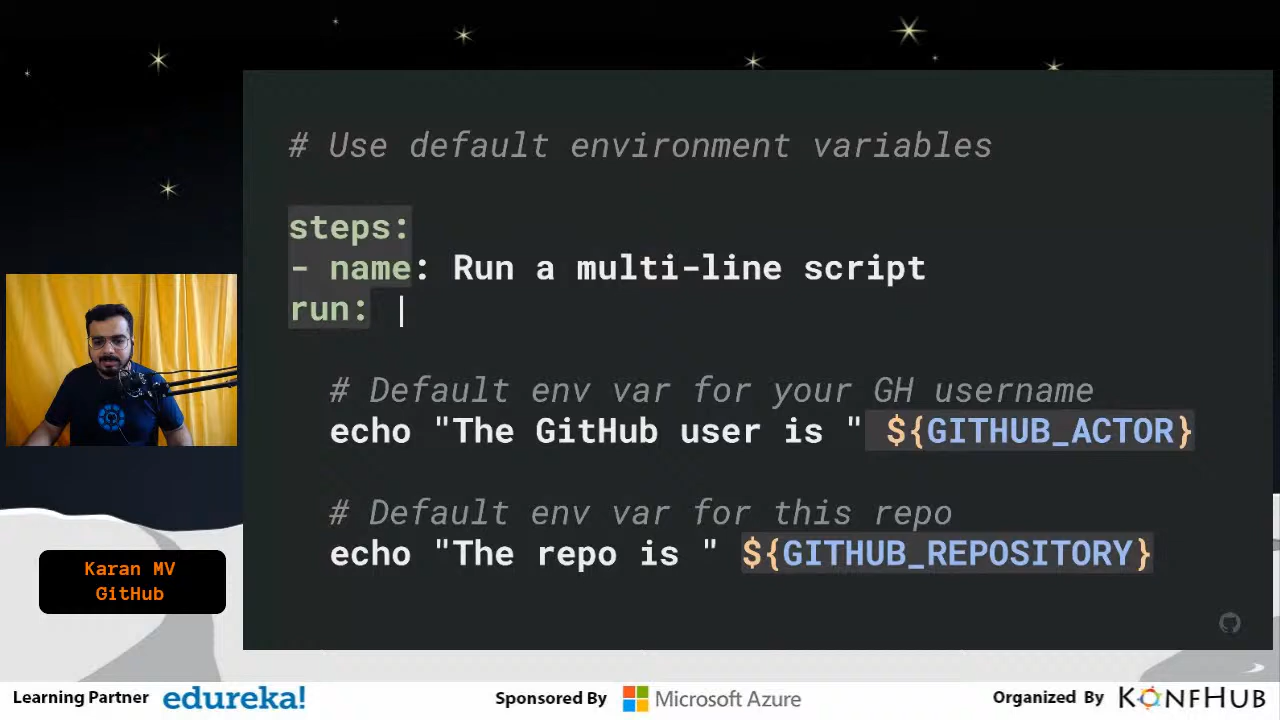 # Use default environment variables
steps:
- name: Run a multi-line script
run: |
# Default env var for your GH username
echo "The GitHub user is " ${GITHUB_ACTOR}
# Default env var for this repo
echo "The repo is " ${GITHUB_REPOSITORY}
Karan MV
GitHub
Learning Partner edureka!
Sponsored By Microsoft Azure
Organized By KONFHUB